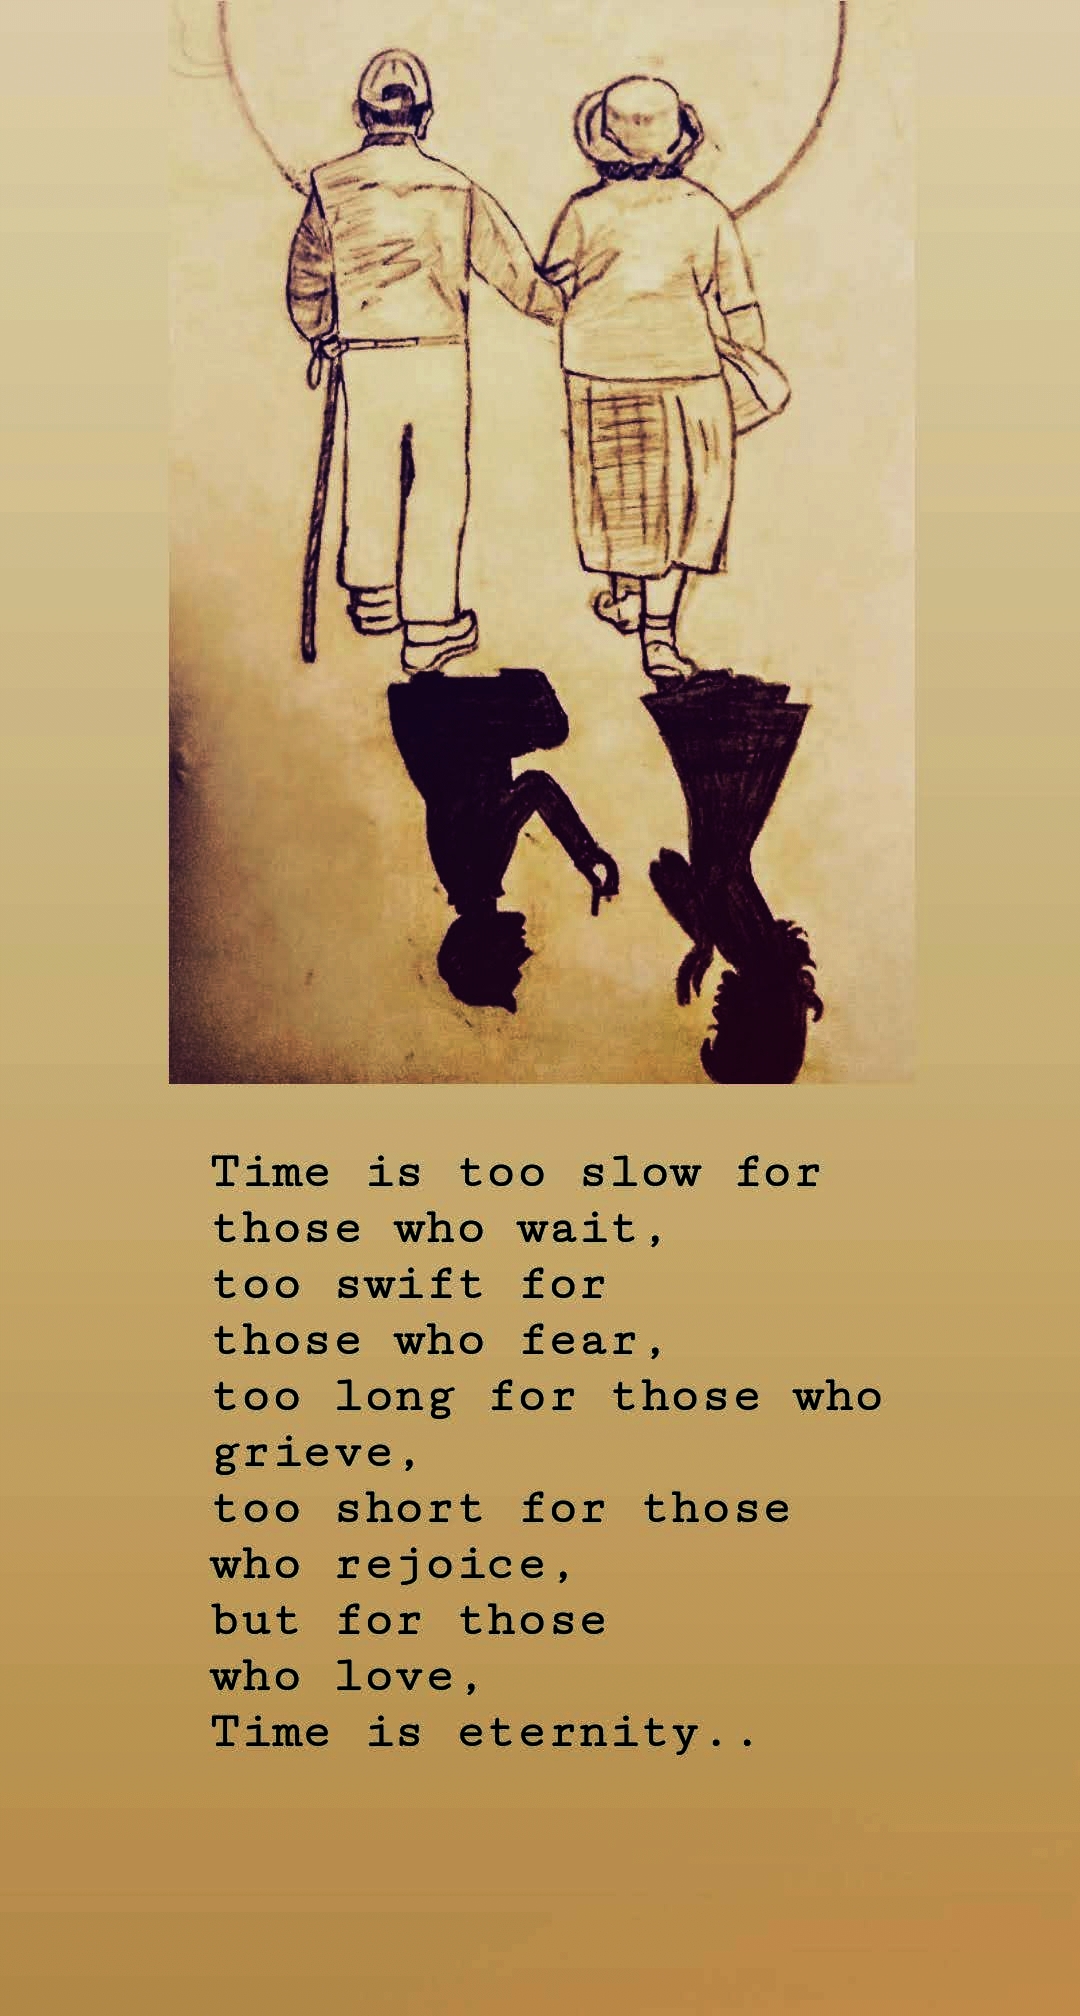 Time is too slow for
those who wait,
too swift for
those who fear,
too long for those who
grieve,
too short for those
who rejoice,
but for those
who love,
Time is eternity..